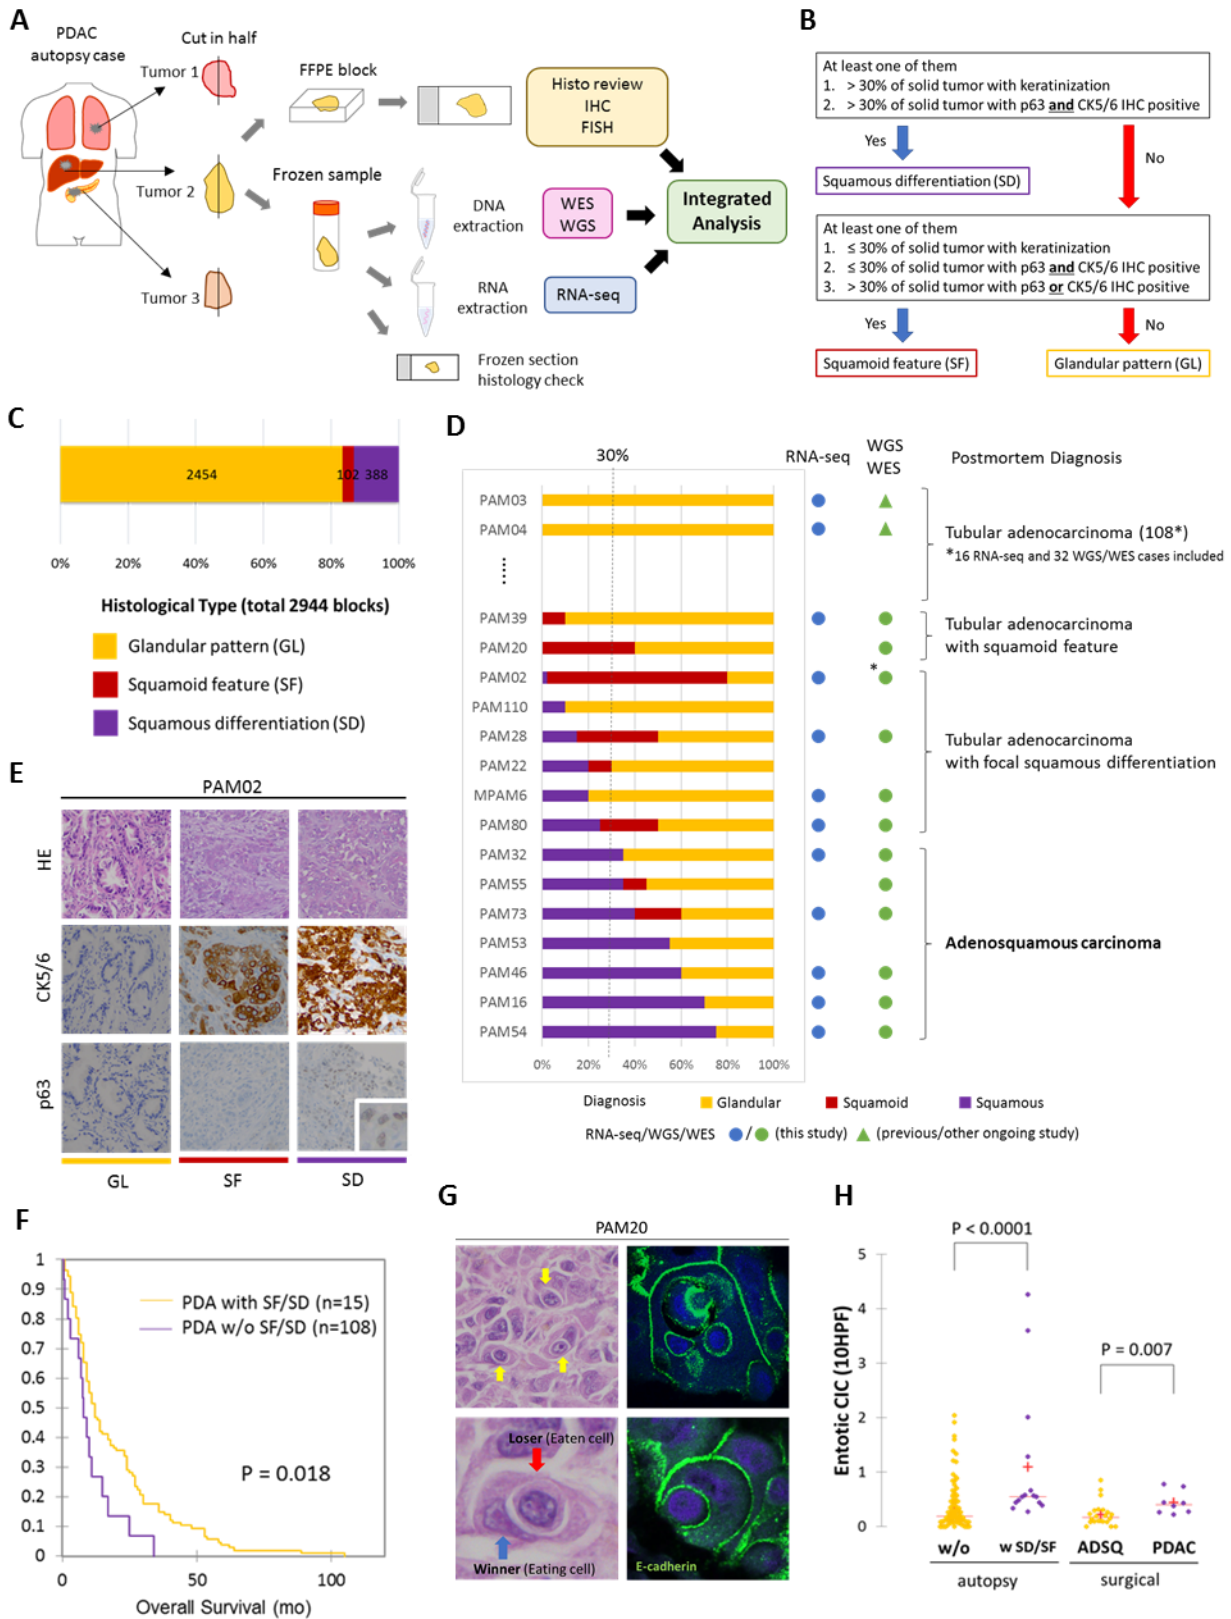 A
PDAC
autopsy case
Cut in half
Tumor 1
Tumor 2
Tumor 3
FFPE block
Frozen sample
DNA
extraction
RNA
extraction
Frozen section
histology check
Histo review
IHC
FISH
WES
WGS
RNA-seq
Integrated
Analysis
B
At least one of them
1. > 30% of solid tumor with keratinization
2. > 30% of solid tumor with p63 and CK5/6 IHC positive
Yes
No
Squamous differentiation (SD)
At least one of them
1. ≤ 30% of solid tumor with keratinization
2. ≤ 30% of solid tumor with p63 and CK5/6 IHC positive
3. > 30% of solid tumor with p63 or CK5/6 IHC positive
Yes
No
Squamoid feature (SF)
Glandular pattern (GL)
C
2454
102
388
0%
20%
40%
60%
80%
100%
Histological Type (total 2944 blocks)
Glandular pattern (GL)
Squamoid feature (SF)
Squamous differentiation (SD)
D
30%
RNA-seq
WGS
WES
Postmortem Diagnosis
PAM03
PAM04
Tubular adenocarcinoma (108*)
*16 RNA-seq and 32 WGS/WES cases included
PAM39
PAM20
Tubular adenocarcinoma
with squamoid feature
PAM02
*
PAM110
PAM28
PAM22
MPAM6
PAM80
Tubular adenocarcinoma
with focal squamous differentiation
PAM32
PAM55
PAM73
PAM53
PAM46
PAM16
PAM54
Adenosquamous carcinoma
0%
20%
40%
60%
80%
100%
Diagnosis
Glandular
Squamoid
Squamous
RNA-seq/WGS/WES
/
(this study)
(previous/other ongoing study)
E
PAM02
HE
CK5/6
p63
GL
SF
SD
F
1
0.9
0.8
0.7
0.6
0.5
0.4
0.3
0.2
0.1
0
PDA with SF/SD (n=15)
PDA w/o SF/SD (n=108)
P = 0.018
0
50
100
Overall Survival (mo)
G
PAM20
Loser (Eaten cell)
Winner (Eating cell)
E-cadherin
H
P < 0.0001
P = 0.007
Entotic CIC (10HPF)
5
4
3
2
1
0
w/o
w SD/SF
ADSQ
PDAC
autopsy
surgical